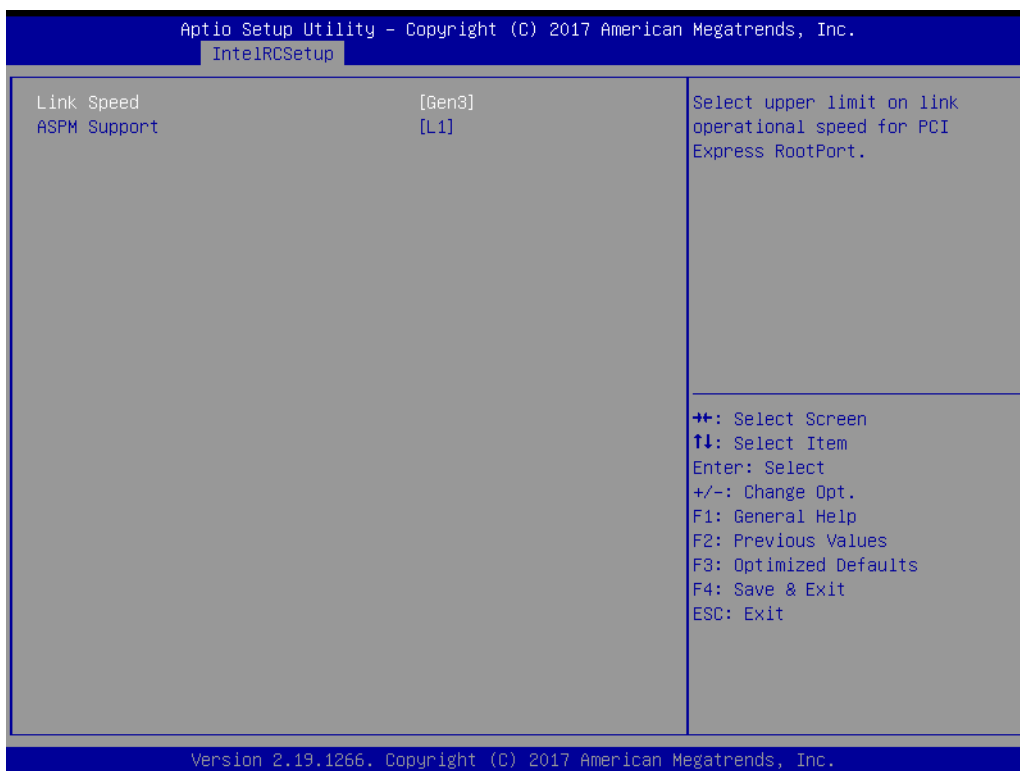 Aptio Setup Utility – Copyright (C) 2017 American Megatrends, Inc.
IntelRCSetup
Link Speed [Gen3]
ASPM Support [L1]
Select upper limit on link
operational speed for PCI
Express RootPort.
→←: Select Screen
↑↓: Select Item
Enter: Select
+/-: Change Opt.
F1: General Help
F2: Previous Values
F3: Optimized Defaults
F4: Save & Exit
ESC: Exit
Version 2.19.1266. Copyright (C) 2017 American Megatrends, Inc.